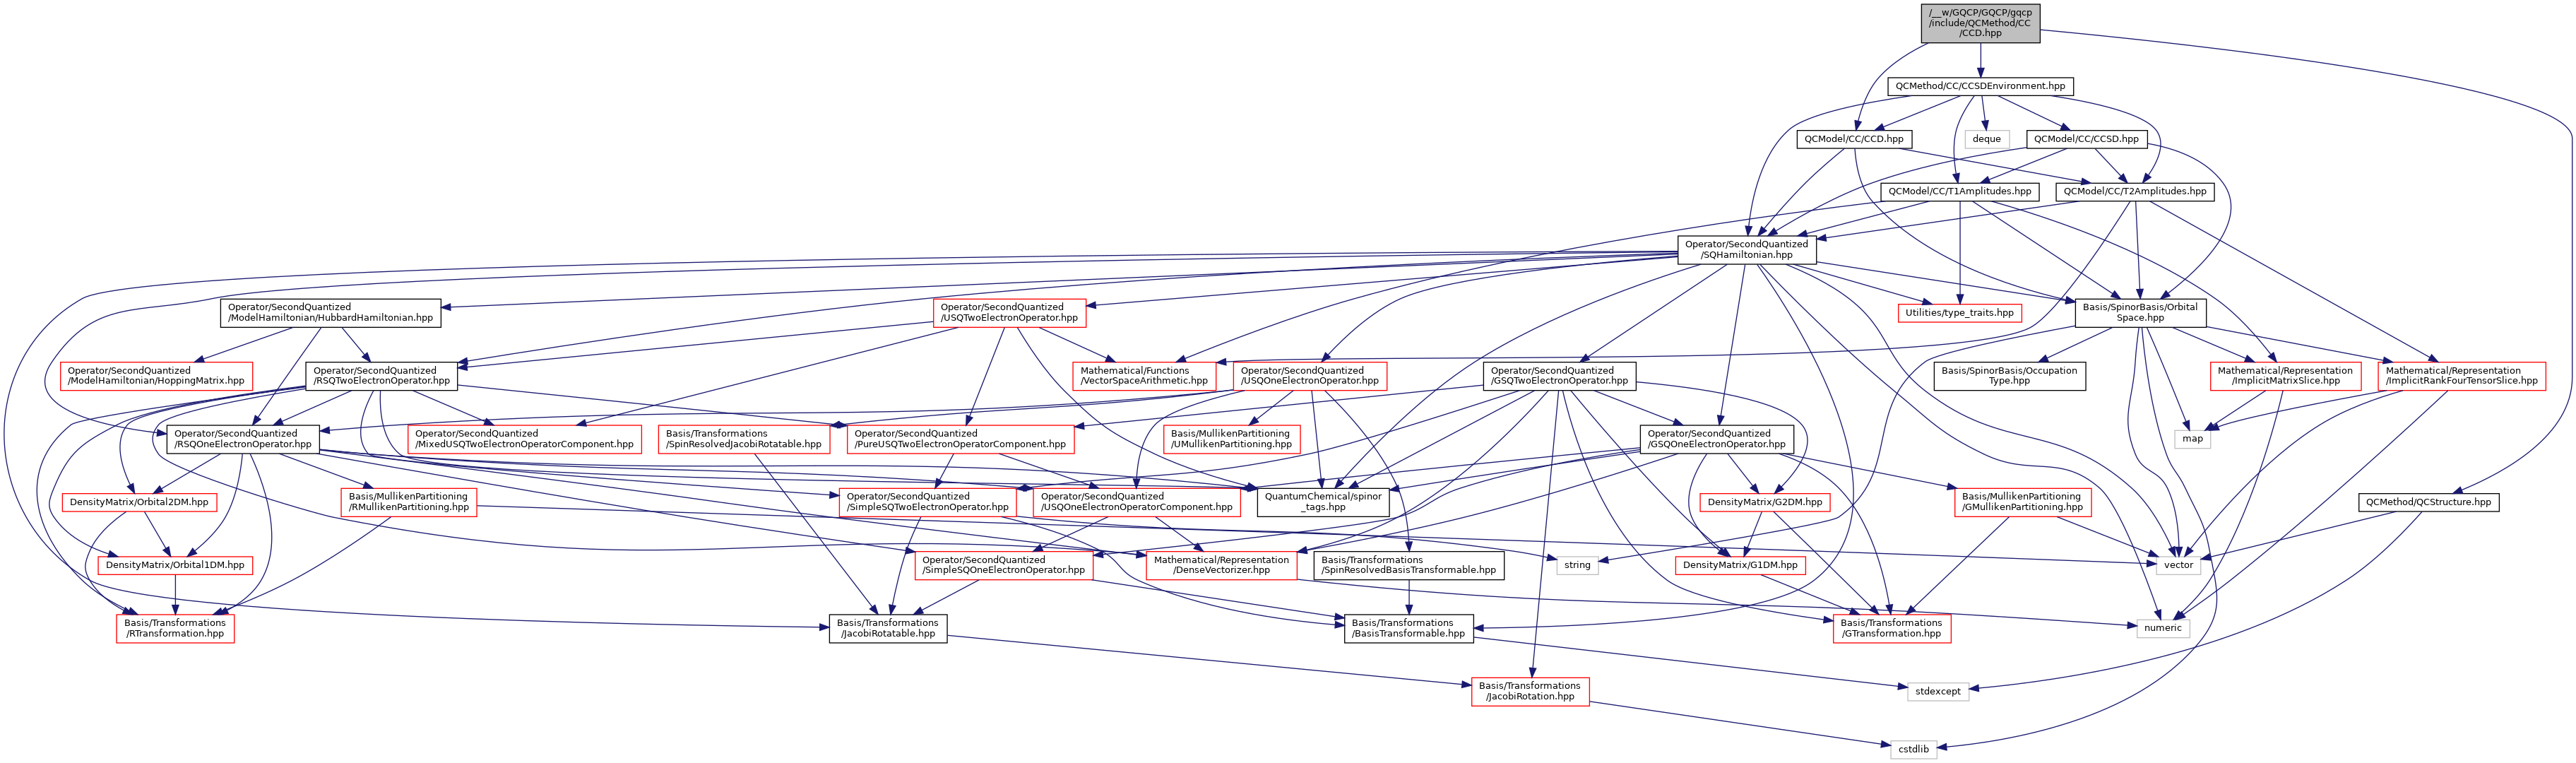 /__w/GQCP/GQCP/gqcp
/include/QCMethod/CC
/CCD.hpp
QCMethod/CC/CCSDEnvironment.hpp
QCModel/CC/CCD.hpp
deque
QCModel/CC/CCSD.hpp
QCModel/CC/T1Amplitudes.hpp
QCModel/CC/T2Amplitudes.hpp
Operator/SecondQuantized
/SQHamiltonian.hpp
Operator/SecondQuantized
/ModelHamiltonian/HubbardHamiltonian.hpp
Operator/SecondQuantized
/USQTwoElectronOperator.hpp
Utilities/type_traits.hpp
Basis/SpinorBasis/Orbital
Space.hpp
Operator/SecondQuantized
/ModelHamiltonian/HoppingMatrix.hpp
Operator/SecondQuantized
/RSQTwoElectronOperator.hpp
Mathematical/Functions
/VectorSpaceArithmetic.hpp
Operator/SecondQuantized
/USQOneElectronOperator.hpp
Operator/SecondQuantized
/GSQTwoElectronOperator.hpp
Basis/SpinorBasis/Occupation
Type.hpp
Mathematical/Representation
/ImplicitMatrixSlice.hpp
Mathematical/Representation
/ImplicitRankFourTensorSlice.hpp
Operator/SecondQuantized
/RSQOneElectronOperator.hpp
Operator/SecondQuantized
/MixedUSQTwoElectronOperatorComponent.hpp
Basis/Transformations
/SpinResolvedJacobiRotatable.hpp
Operator/SecondQuantized
/PureUSQTwoElectronOperatorComponent.hpp
Basis/MullikenPartitioning
/UMullikenPartitioning.hpp
Operator/SecondQuantized
/GSQOneElectronOperator.hpp
map
DensityMatrix/Orbital2DM.hpp
Basis/MullikenPartitioning
/RMullikenPartitioning.hpp
Operator/SecondQuantized
/SimpleSQTwoElectronOperator.hpp
Operator/SecondQuantized
/USQOneElectronOperatorComponent.hpp
QuantumChemical/spinor
_tags.hpp
DensityMatrix/G2DM.hpp
Basis/MullikenPartitioning
/GMullikenPartitioning.hpp
QCMethod/QCStructure.hpp
DensityMatrix/Orbital1DM.hpp
Operator/SecondQuantized
/SimpleSQOneElectronOperator.hpp
Mathematical/Representation
/DenseVectorizer.hpp
string
Basis/Transformations
/SpinResolvedBasisTransformable.hpp
DensityMatrix/G1DM.hpp
vector
Basis/Transformations
/RTransformation.hpp
Basis/Transformations
/JacobiRotatable.hpp
Basis/Transformations
/BasisTransformable.hpp
Basis/Transformations
/GTransformation.hpp
numeric
Basis/Transformations
/JacobiRotation.hpp
stdexcept
cstdlib